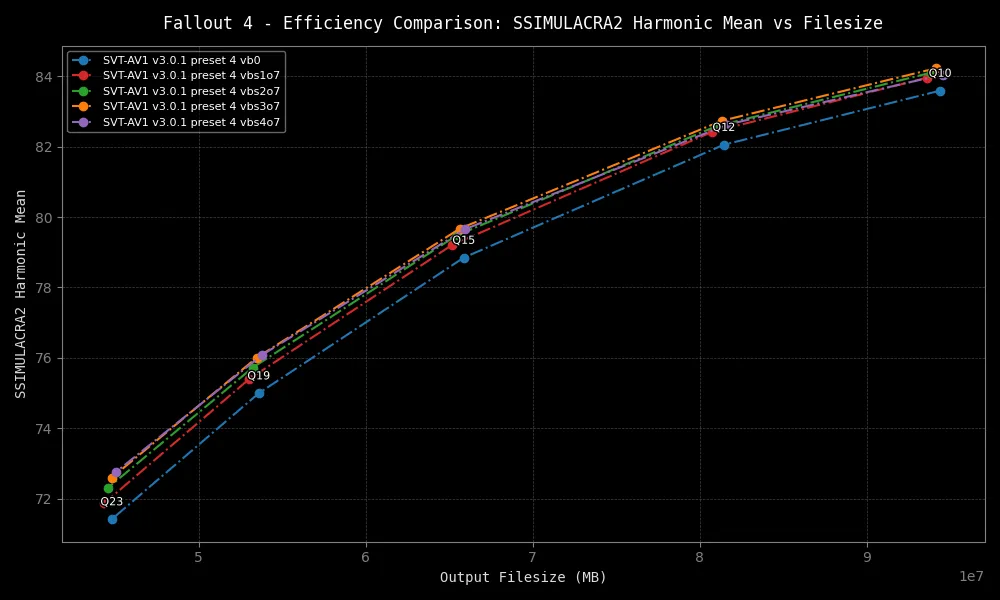 Fallout 4 - Efficiency Comparison: SSIMULACRA2 Harmonic Mean vs Filesize
SVT-AV1 v3.0.1 preset 4 vb0
SVT-AV1 v3.0.1 preset 4 vbs1o7
SVT-AV1 v3.0.1 preset 4 vbs2o7
SVT-AV1 v3.0.1 preset 4 vbs3o7
SVT-AV1 v3.0.1 preset 4 vbs4o7
SSIMULACRA2 Harmonic Mean
84
82
80
78
76
74
72
Q10
Q12
Q15
Q19
Q23
5 6 7 8 9
1e7
Output Filesize (MB)